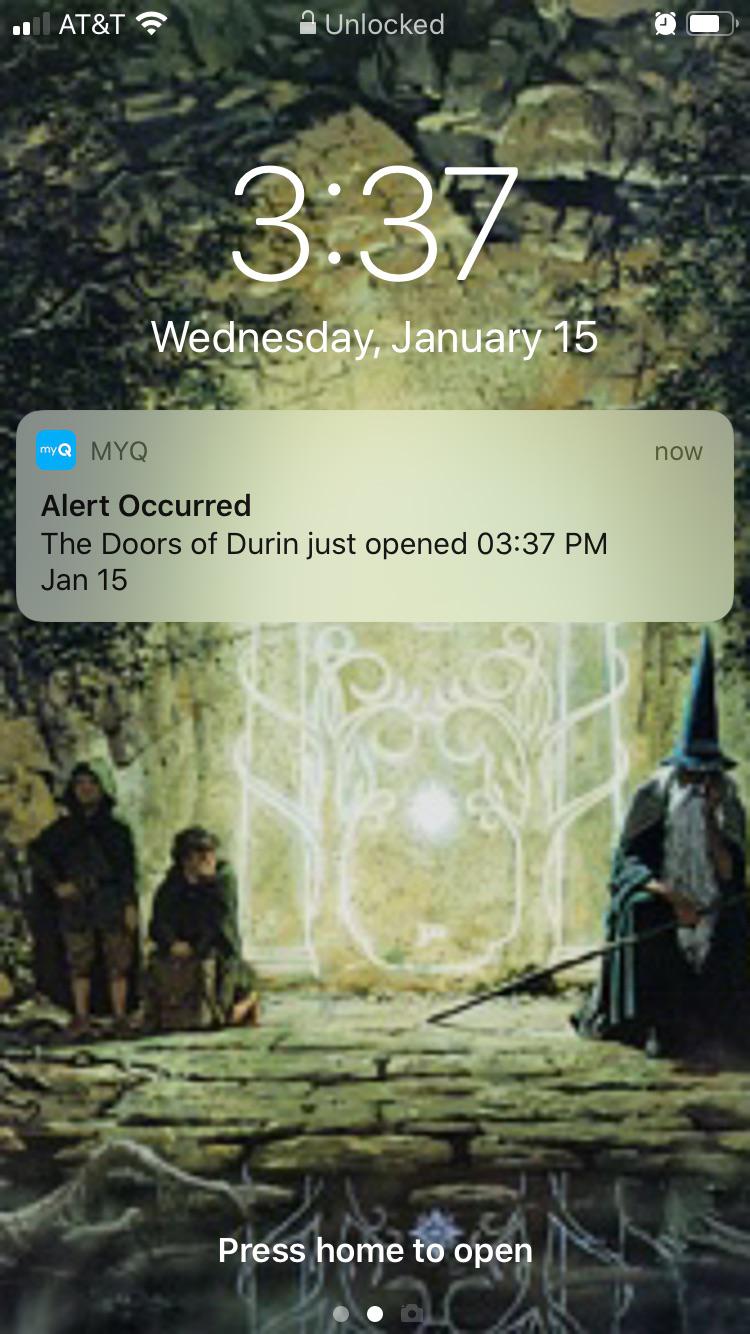 AT&T Unlocked
3:37
Wednesday, January 15
myQ MYQ now
Alert Occurred
The Doors of Durin just opened 03:37 PM
Jan 15
Press home to open